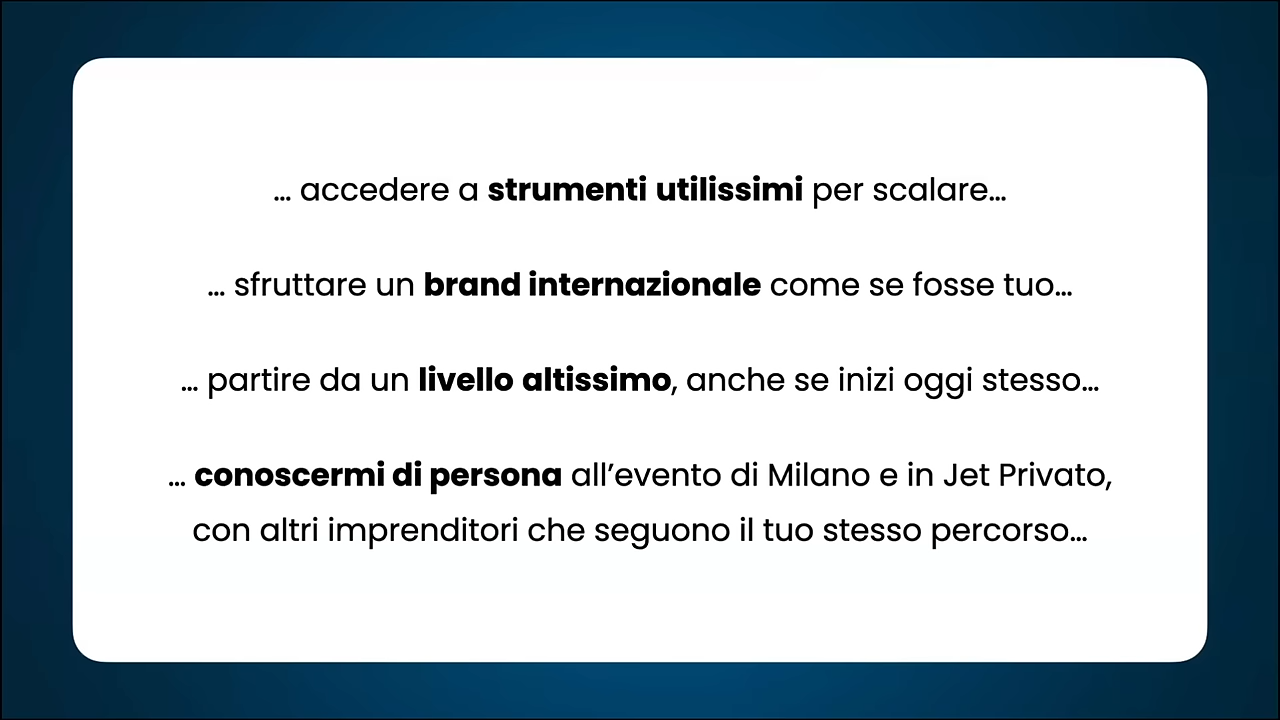 … accedere a strumenti utilissimi per scalare…
… sfruttare un brand internazionale come se fosse tuo…
… partire da un livello altissimo, anche se inizi oggi stesso…
… conoscermi di persona all’evento di Milano e in Jet Privato,
con altri imprenditori che seguono il tuo stesso percorso…